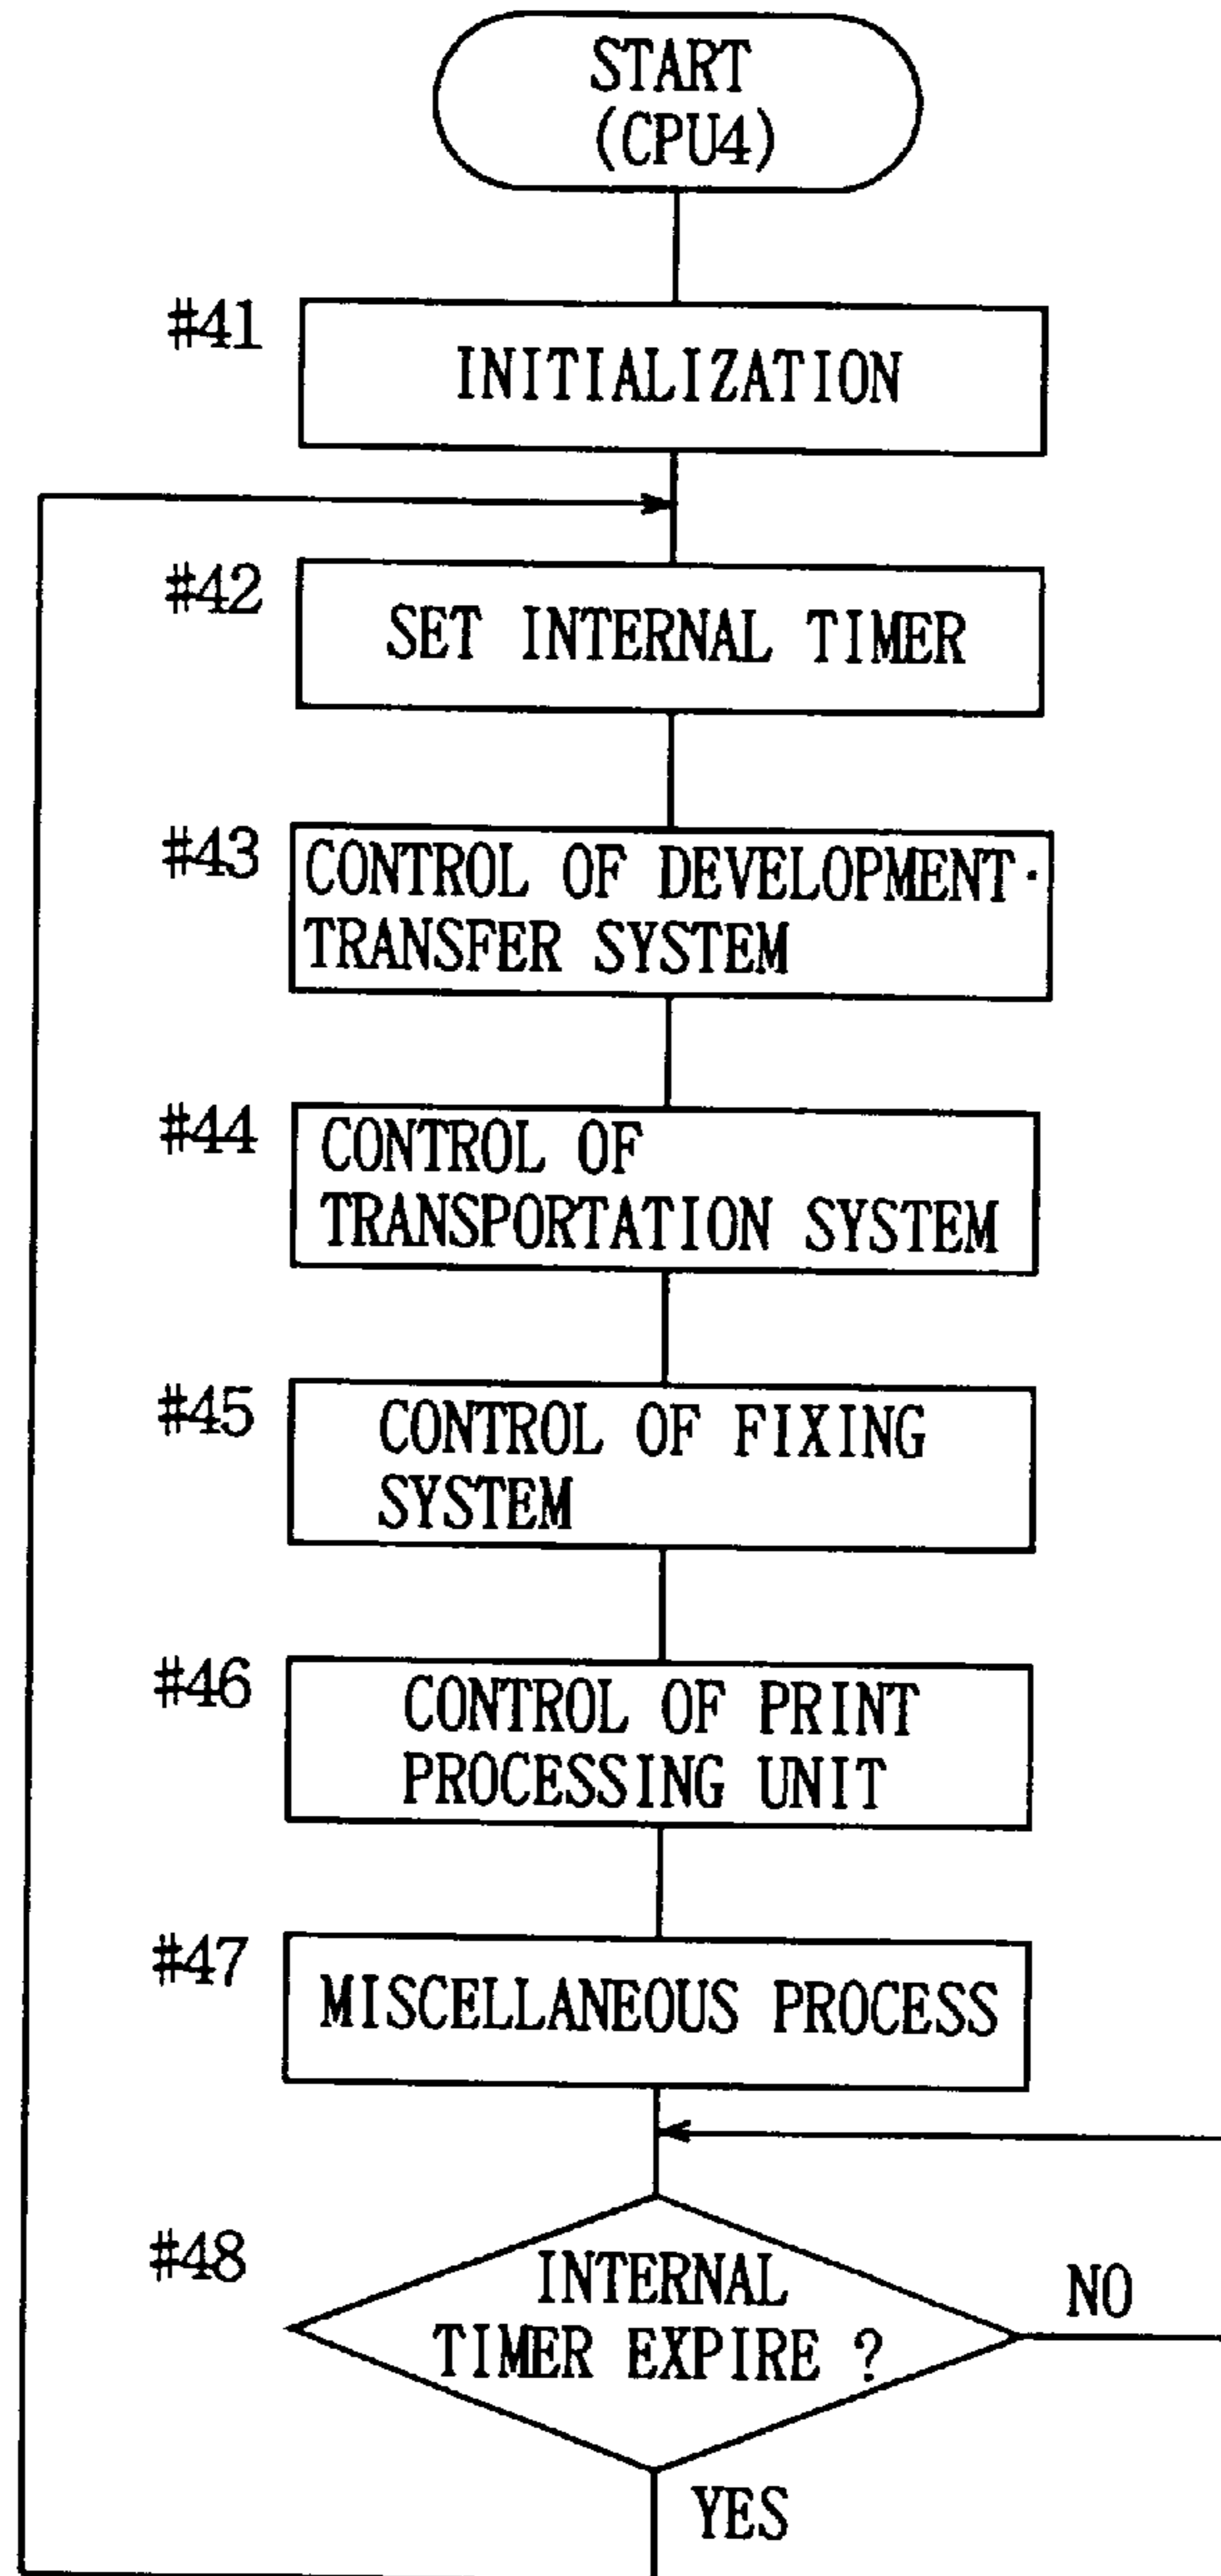 START
(CPU4)
#41
INITIALIZATION
#42
SET INTERNAL TIMER
#43
CONTROL OF DEVELOPMENT·
TRANSFER SYSTEM
#44
CONTROL OF
TRANSPORTATION SYSTEM
#45
CONTROL OF FIXING
SYSTEM
#46
CONTROL OF PRINT
PROCESSING UNIT
#47
MISCELLANEOUS PROCESS
#48
INTERNAL
TIMER EXPIRE ?
NO
YES